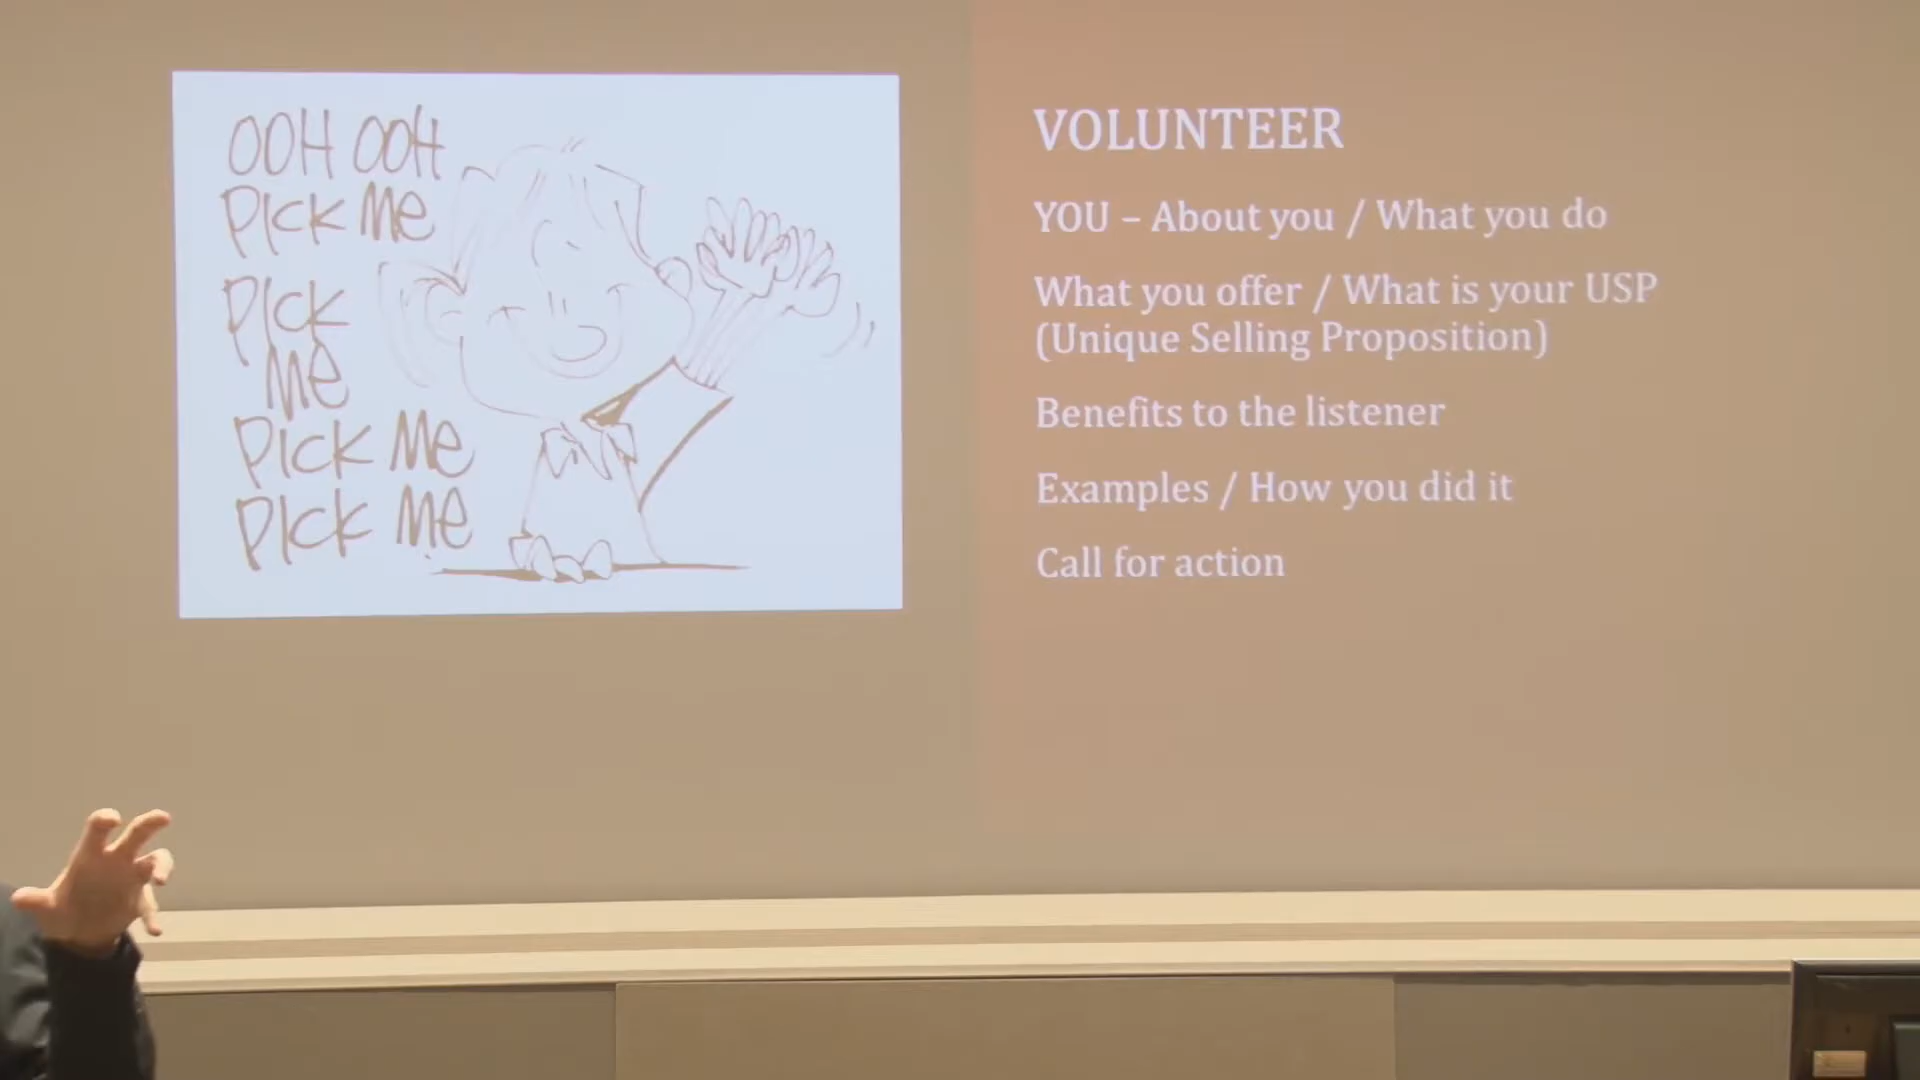 OOH OOH
PICK ME
PICK
ME
PICK ME
PICK ME
VOLUNTEER
YOU – About you / What you do
What you offer / What is your USP
(Unique Selling Proposition)
Benefits to the listener
Examples / How you did it
Call for action